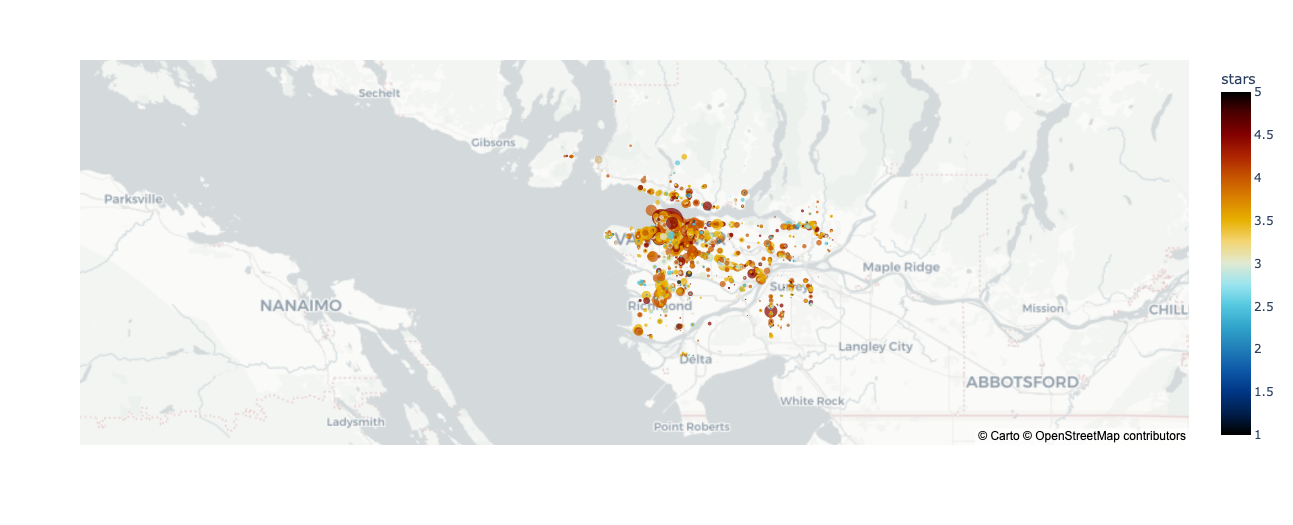 stars
5
4.5
4
3.5
3
2.5
2
1.5
1
Sechelt
Gibsons
Parksville
Maple Ridge
NANAIMO
Surrey
Richmond
Mission
CHILL
Langley City
Delta
ABBOTSFORD
White Rock
Ladysmith
Point Roberts
© Carto © OpenStreetMap contributors